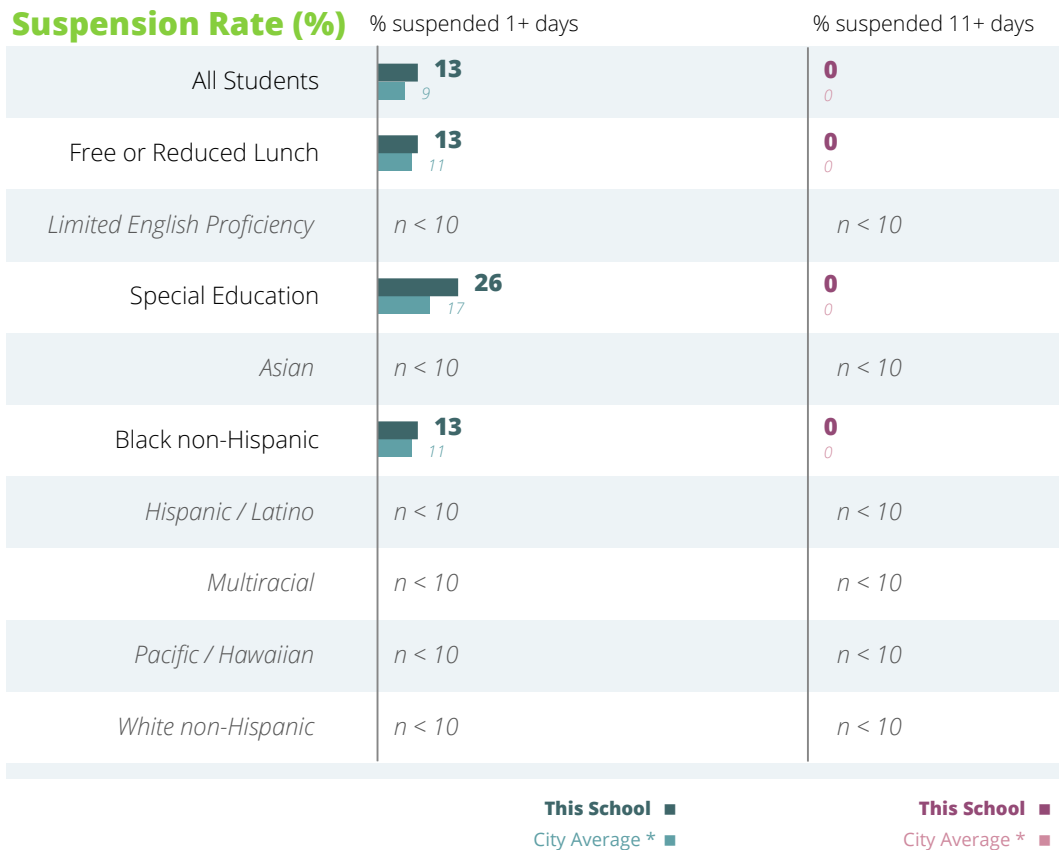 Suspension Rate (%) % suspended 1+ days % suspended 11+ days
All Students 13 0
9 0
Free or Reduced Lunch 13 0
11 0
Limited English Proficiency n < 10 n < 10
Special Education 26 0
17 0
Asian n < 10 n < 10
Black non-Hispanic 13 0
11 0
Hispanic / Latino n < 10 n < 10
Multiracial n < 10 n < 10
Pacific / Hawaiian n < 10 n < 10
White non-Hispanic n < 10 n < 10
This School This School
City Average * City Average *